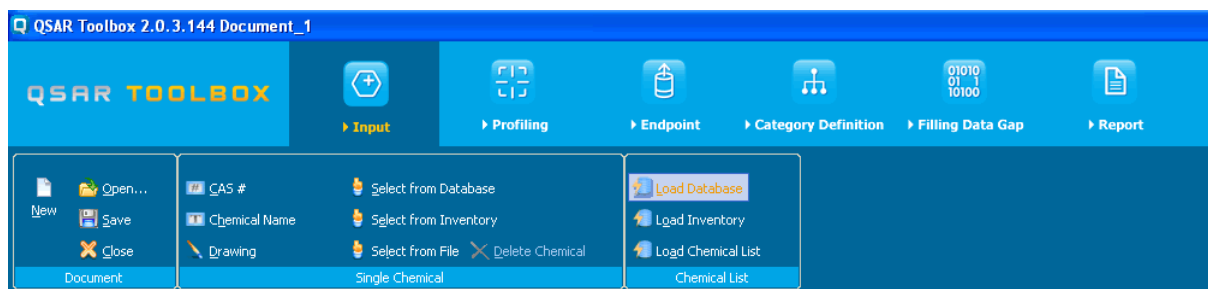 QSAR Toolbox 2.0.3.144 Document_1
QSAR TOOLBOX
01010
01 1
10100
Input
Profiling
Endpoint
Category Definition
Filling Data Gap
Report
New
Open...
Save
Close
Document
#
CAS #
Chemical Name
Drawing
Select from Database
Select from Inventory
Select from File
Delete Chemical
Single Chemical
Load Database
Load Inventory
Load Chemical List
Chemical List